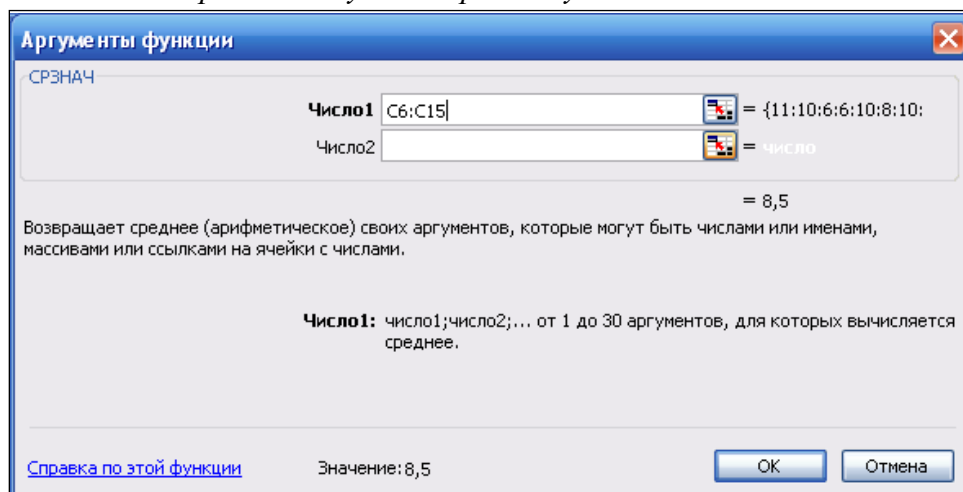 Аргументы функции
СРЗНАЧ
Число1 C6:C15 = {11:10:6:6:10:8:10:
Число2 = число
= 8,5
Возвращает среднее (арифметическое) своих аргументов, которые могут быть числами или именами,
массивами или ссылками на ячейки с числами.
Число1: число1;число2;... от 1 до 30 аргументов, для которых вычисляется
среднее.
Справка по этой функции Значение:8,5 OK Отмена